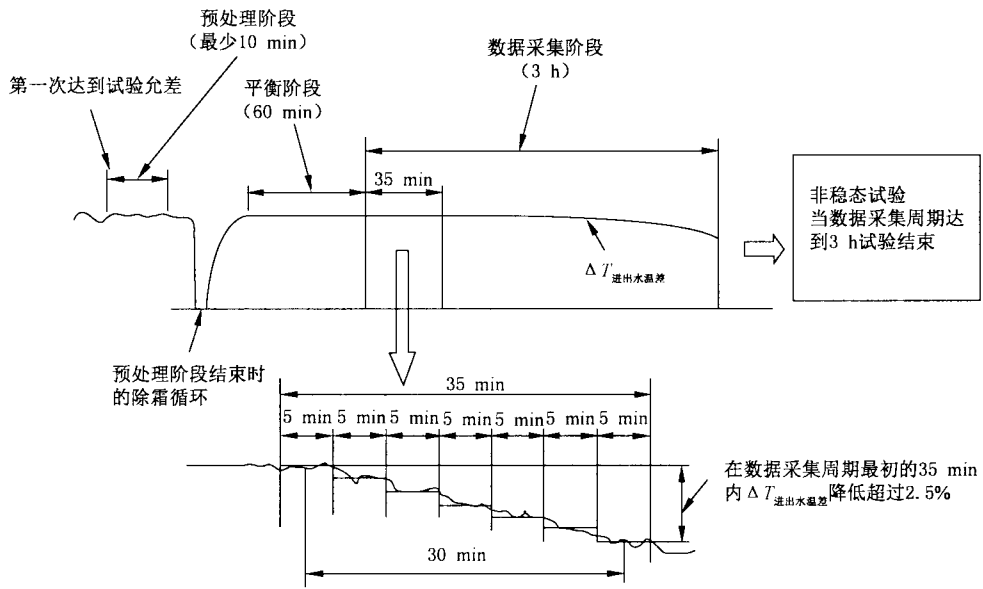 预处理阶段
（最少10 min）
第一次达到试验允差
平衡阶段
（60 min）
数据采集阶段
（3 h）
35 min
ΔT进出水温差
非稳态试验
当数据采集周期达
到3 h试验结束
预处理阶段结束时
的除霜循环
35 min
5 min 5 min 5 min 5 min 5 min 5 min 5 min
在数据采集周期最初的35 min
内ΔT进出水温差降低超过2.5%
30 min